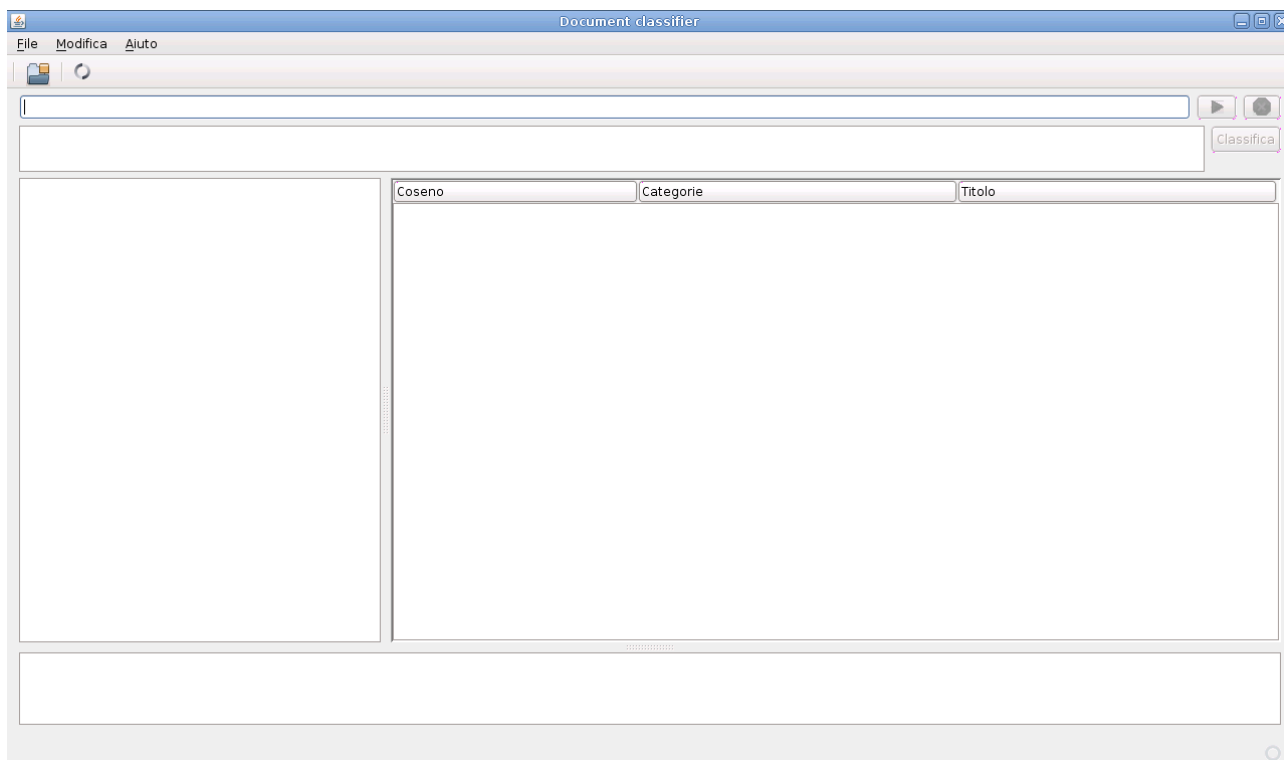 Document classifier
File Modifica Aiuto
Classifica
Coseno Categorie Titolo